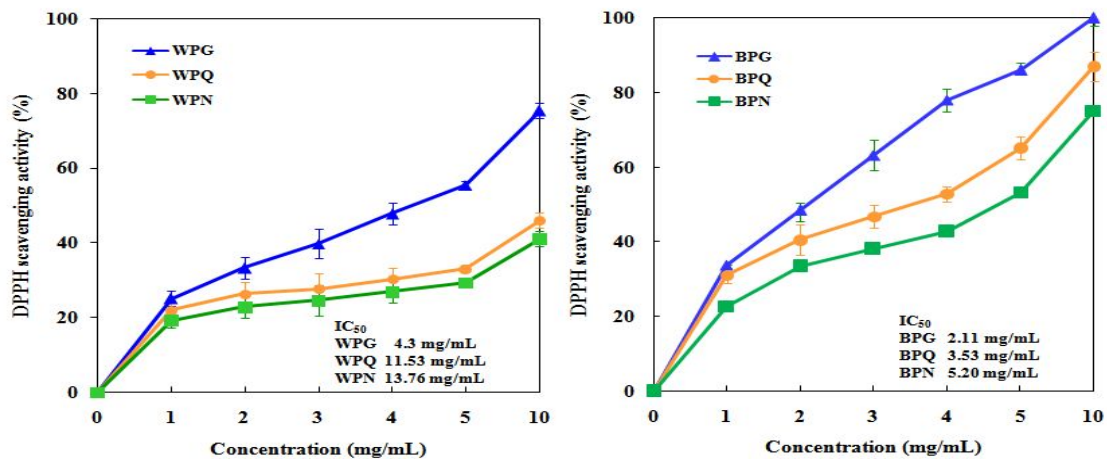 100
80
60
40
20
0
DPPH scavenging activity (%)
WPG
WPQ
WPN
IC50
WPG 4.3 mg/mL
WPQ 11.53 mg/mL
WPN 13.76 mg/mL
0 1 2 3 4 5 10
Concentration (mg/mL)
100
80
60
40
20
0
DPPH scavenging activity (%)
BPG
BPQ
BPN
IC50
BPG 2.11 mg/mL
BPQ 3.53 mg/mL
BPN 5.20 mg/mL
0 1 2 3 4 5 10
Concentration (mg/mL)